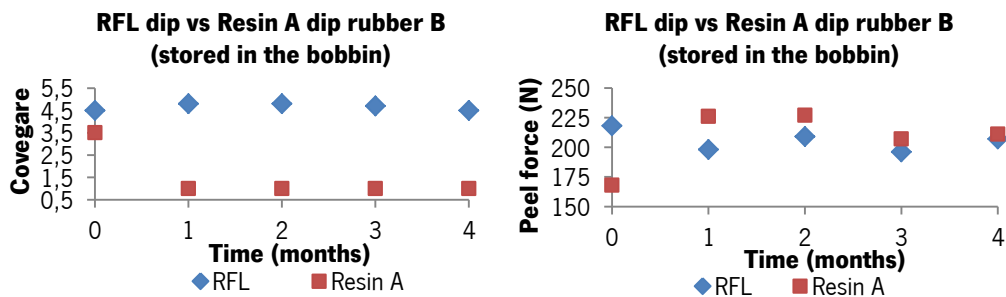 RFL dip vs Resin A dip rubber B
(stored in the bobbin)
Covegare
5,5
4,5
3,5
2,5
1,5
0,5
0 1 2 3 4
Time (months)
RFL Resin A
RFL dip vs Resin A dip rubber B
(stored in the bobbin)
Peel force (N)
250
225
200
175
150
0 1 2 3 4
Time (months)
RFL Resin A